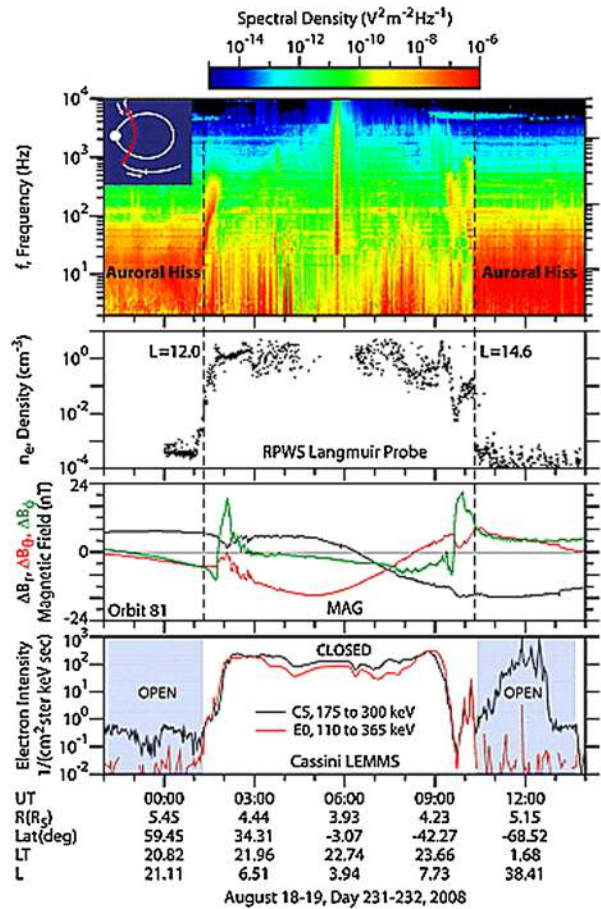 Spectral Density (V²m⁻²Hz⁻¹)
10⁻¹⁴ 10⁻¹² 10⁻¹⁰ 10⁻⁸ 10⁻⁶
f, Frequency (Hz)
10⁴
10³
10²
10¹
Auroral Hiss
Auroral Hiss
nₑ, Density (cm⁻³)
10⁰
10⁻²
10⁻⁴
L=12.0
L=14.6
RPWS Langmuir Probe
ΔBᵣ, ΔB_θ, ΔB_ϕ
Magnetic Field (nT)
24
0
-24
Orbit 81
MAG
Electron Intensity
1/(cm²ster keV sec)
10³
10²
10¹
10⁰
10⁻¹
10⁻²
OPEN
CLOSED
OPEN
C5, 175 to 300 keV
E0, 110 to 365 keV
Cassini LEMMS
UT 00:00 03:00 06:00 09:00 12:00
R(R_S) 5.45 4.44 3.93 4.23 5.15
Lat(deg) 59.45 34.31 -3.07 -42.27 -68.52
LT 20.82 21.96 22.74 23.66 1.68
L 21.11 6.51 3.94 7.73 38.41
August 18-19, Day 231-232, 2008